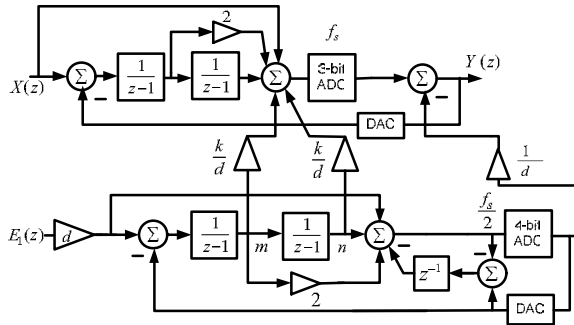 2
f_s
X(z)
Σ
1/(z−1)
1/(z−1)
Σ
3-bit ADC
Σ
Y(z)
−
−
DAC
k/d
k/d
1/d
E_1(z)
d
Σ
1/(z−1)
m
1/(z−1)
n
Σ
f_s/2
4-bit ADC
−
−
−
z^{-1}
Σ
2
DAC